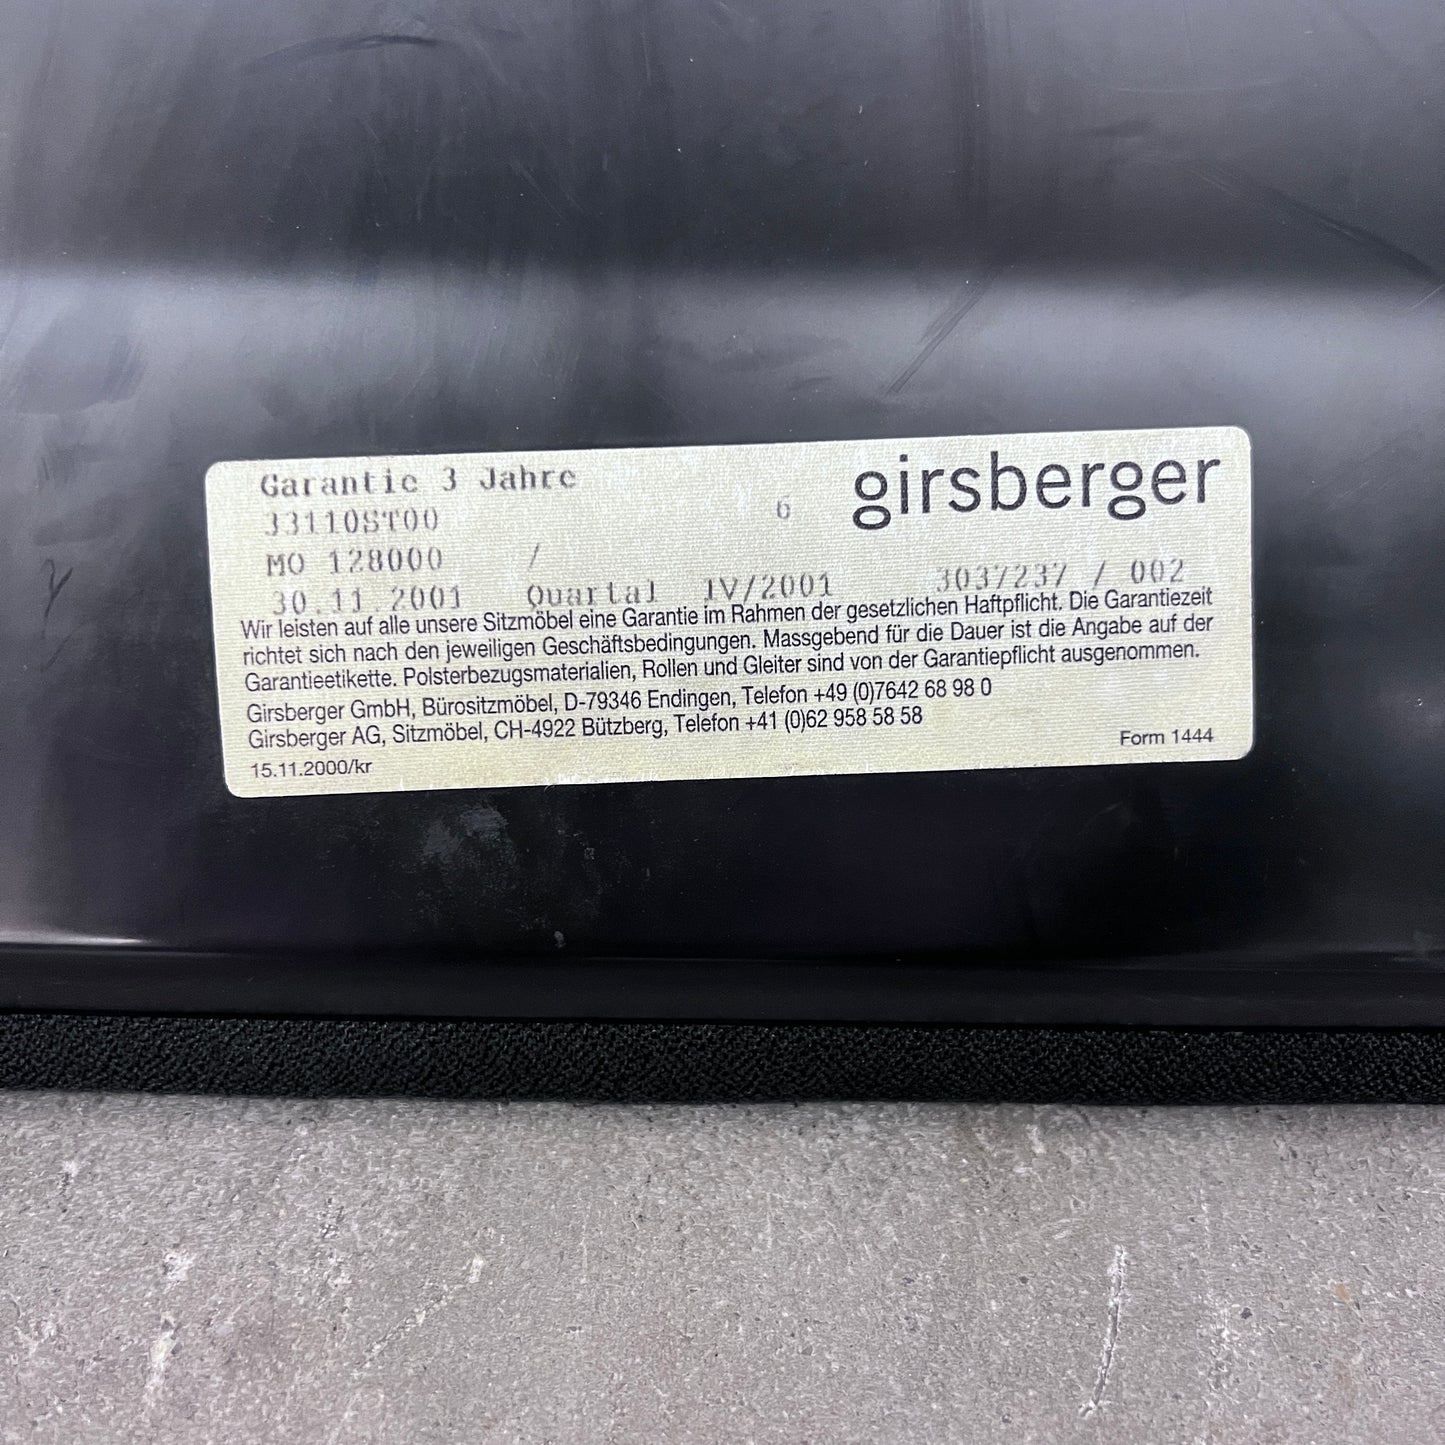 Garantie 3 Jahre
girsberger
33110ST00 6
MO 128000 /
30.11.2001 Quartal IV/2001 3037237 / 002
Wir leisten auf alle unsere Sitzmöbel eine Garantie im Rahmen der gesetzlichen Haftpflicht. Die Garantiezeit
richtet sich nach den jeweiligen Geschäftsbedingungen. Massgebend für die Dauer ist die Angabe auf der
Garantieetikette. Polsterbezugsmaterialien, Rollen und Gleiter sind von der Garantiepflicht ausgenommen.
Girsberger GmbH, Bürositzmöbel, D-79346 Endingen, Telefon +49 (0)7642 68 98 0
Girsberger AG, Sitzmöbel, CH-4922 Bützberg, Telefon +41 (0)62 958 58 58
15.11.2000/kr Form 1444